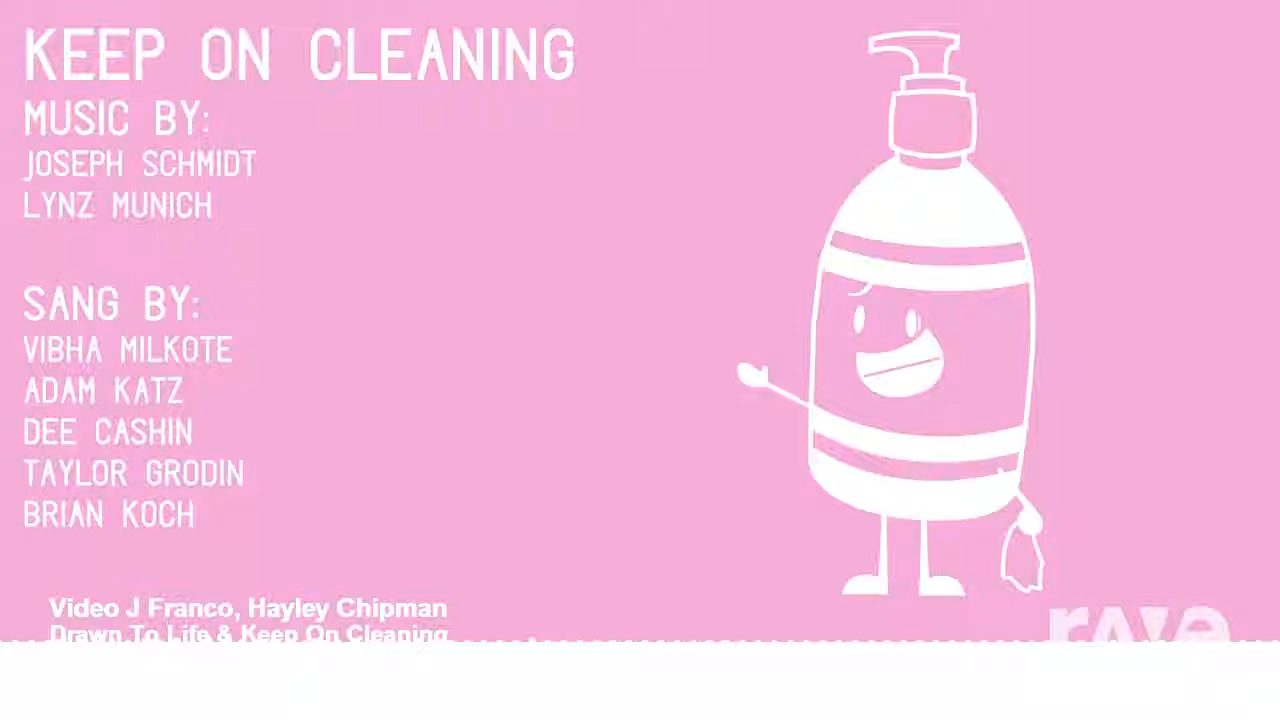 KEEP ON CLEANING
MUSIC BY:
JOSEPH SCHMIDT
LYNZ MUNICH
SANG BY:
VIBHA MILKOTE
ADAM KATZ
DEE CASHIN
TAYLOR GRODIN
BRIAN KOCH
Video J Franco, Hayley Chipman
Drawn To Life & Keep On Cleaning
rave